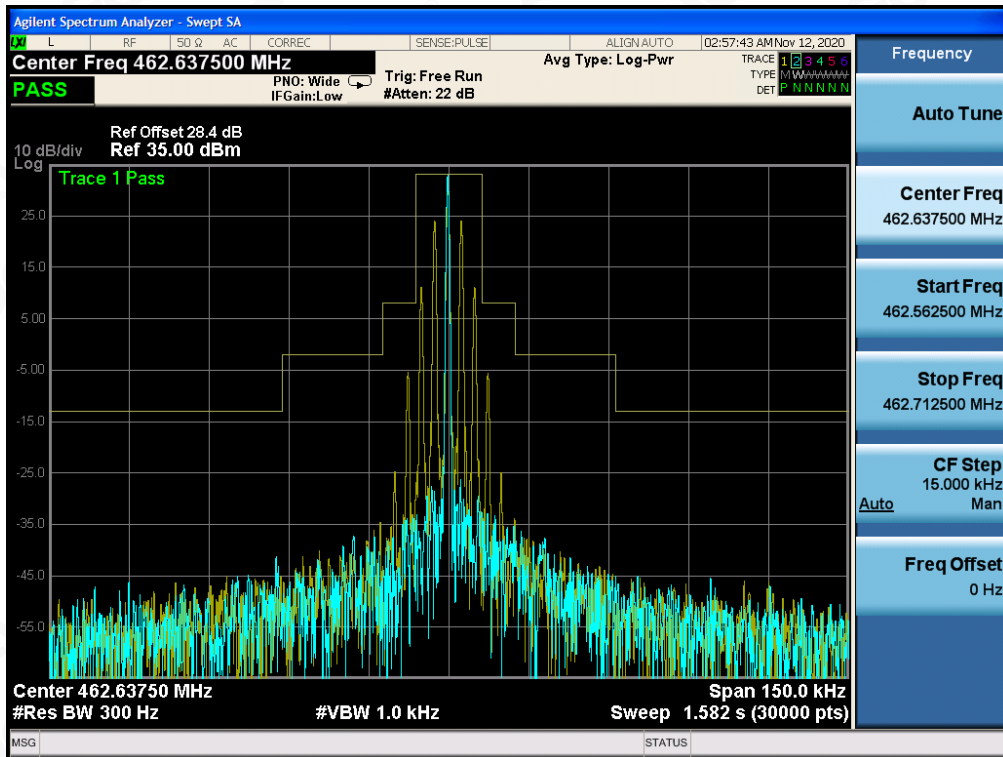 Agilent Spectrum Analyzer - Swept SA
LXI L RF 50 Ω AC CORREC SENSE:PULSE ALIGN AUTO 02:57:43 AM Nov 12, 2020
Center Freq 462.637500 MHz
PASS
PNO: Wide
IFGain:Low
Trig: Free Run
#Atten: 22 dB
Avg Type: Log-Pwr
TRACE 1 2 3 4 5 6
TYPE M W W W W W
DET P N N N N N
Ref Offset 28.4 dB
10 dB/div Ref 35.00 dBm
Log
Trace 1 Pass
25.0
15.0
5.00
-5.00
-15.0
-25.0
-35.0
-45.0
-55.0
Center 462.63750 MHz Span 150.0 kHz
#Res BW 300 Hz #VBW 1.0 kHz Sweep 1.582 s (30000 pts)
MSG STATUS
Frequency
Auto Tune
Center Freq
462.637500 MHz
Start Freq
462.562500 MHz
Stop Freq
462.712500 MHz
CF Step
15.000 kHz
Auto Man
Freq Offset
0 Hz